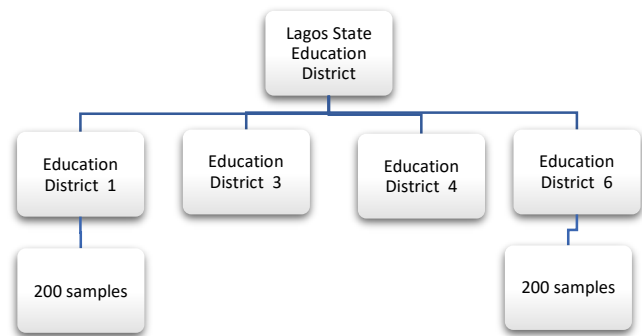 Lagos State
Education
District
Education
District 1
Education
District 3
Education
District 4
Education
District 6
200 samples
200 samples